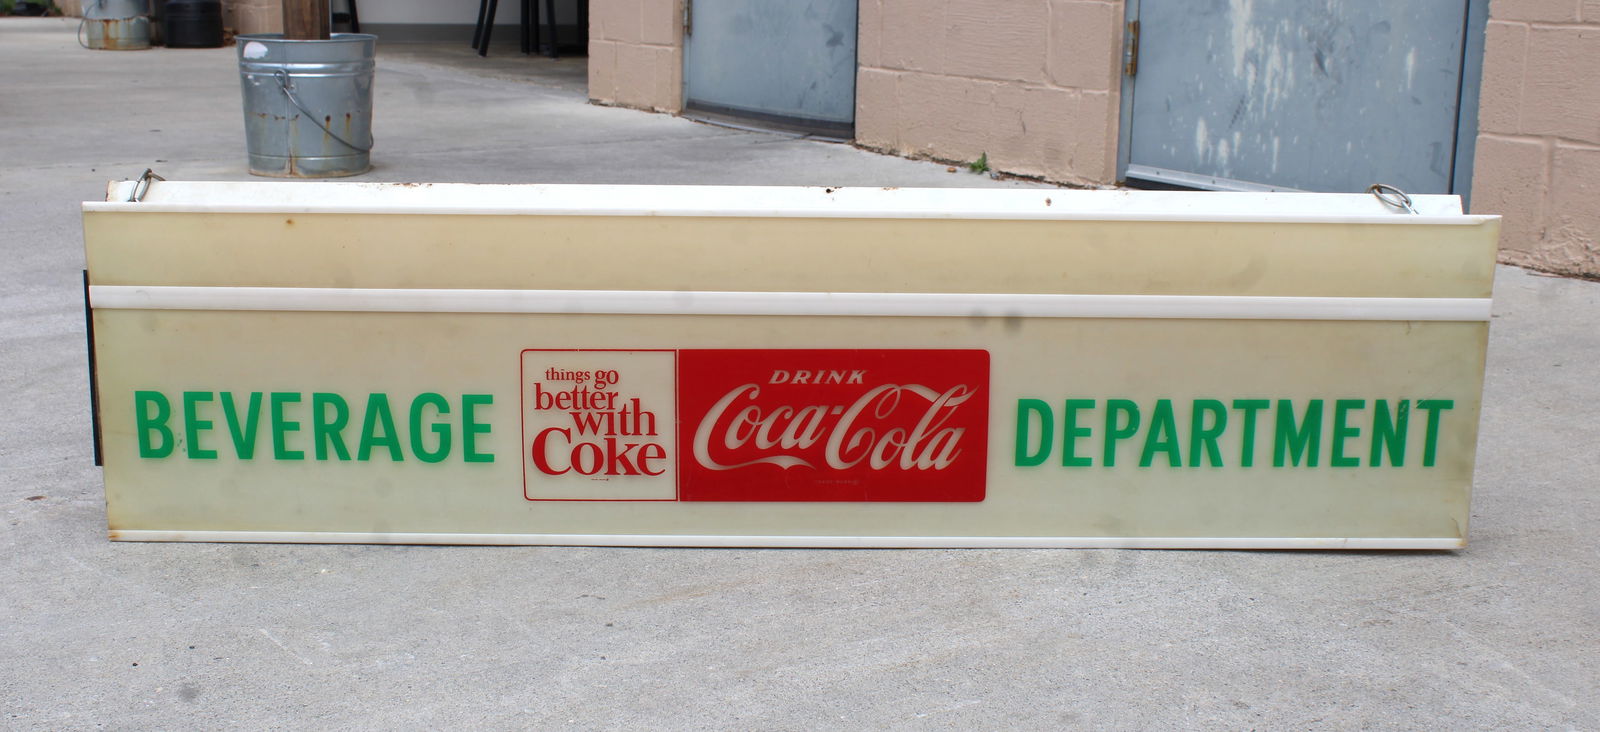 BEVERAGE
things go
better
with
Coke
DRINK
Coca-Cola
DEPARTMENT